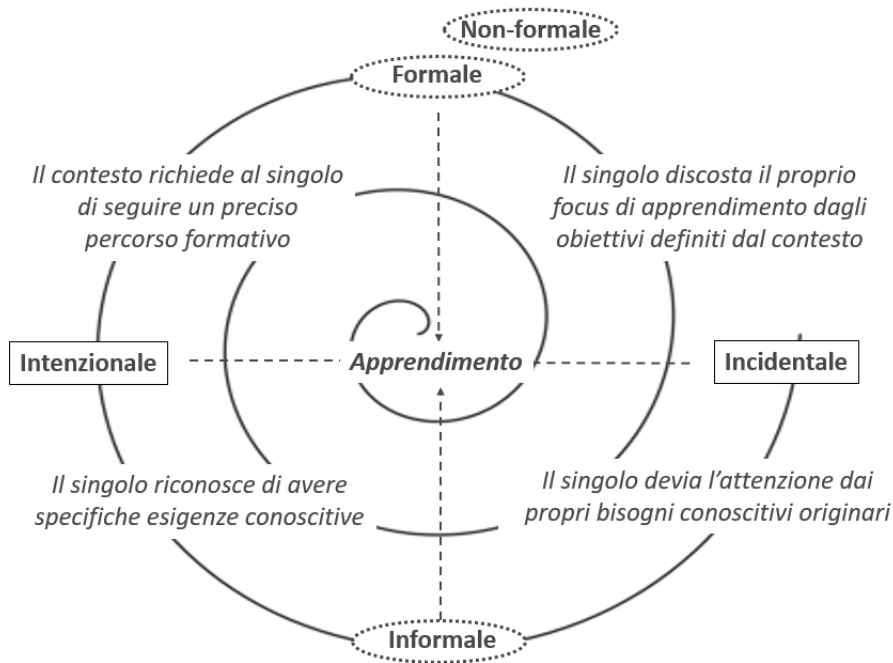 Non-formale
Formale
Il contesto richiede al singolo
di seguire un preciso
percorso formativo
Il singolo discosta il proprio
focus di apprendimento dagli
obiettivi definiti dal contesto
Intenzionale
Apprendimento
Incidentale
Il singolo riconosce di avere
specifiche esigenze conoscitive
Il singolo devia l'attenzione dai
propri bisogni conoscitivi originari
Informale